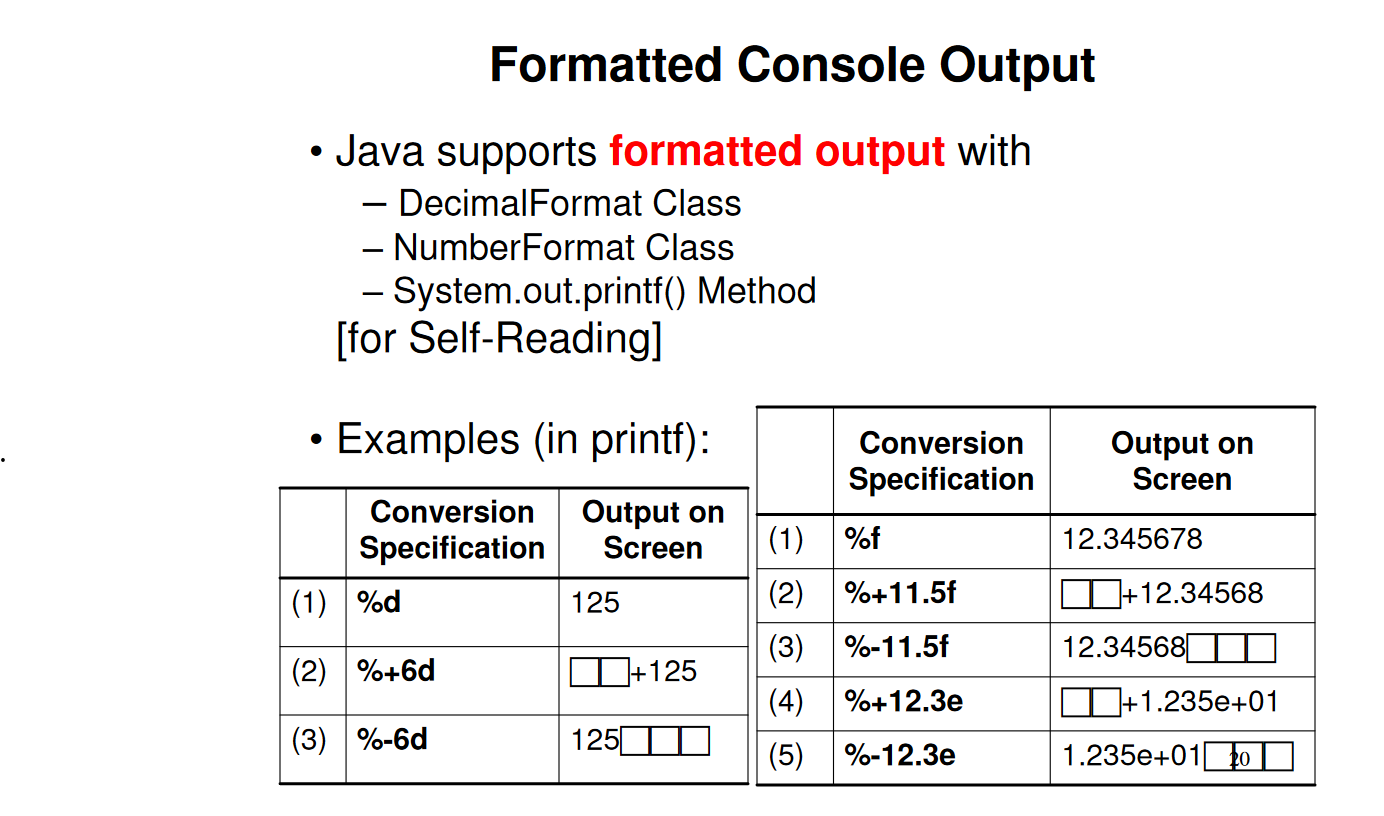 Formatted Console Output
• Java supports formatted output with
– DecimalFormat Class
– NumberFormat Class
– System.out.printf() Method
[for Self-Reading]
• Examples (in printf):
.
Conversion Specification Output on Screen
(1) %d 125
(2) %+6d +125
(3) %-6d 125
Conversion Specification Output on Screen
(1) %f 12.345678
(2) %+11.5f +12.34568
(3) %-11.5f 12.34568
(4) %+12.3e +1.235e+01
(5) %-12.3e 1.235e+01
20